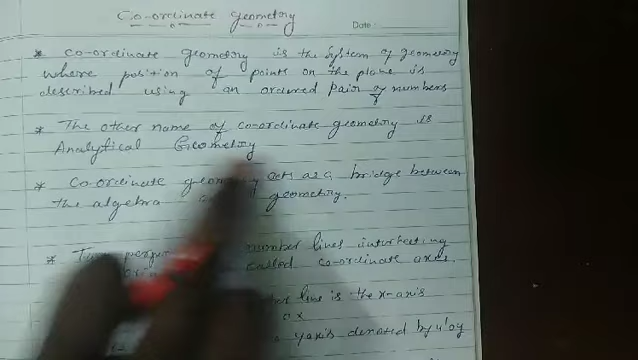 Co-ordinate geometry
Date:
* co-ordinate geometry is the system of geometry
where position of points on the plane is
described using an ordered pair of numbers
* The other name of co-ordinate geometry is
Analytical Geometry
* Co-ordinate geometry acts as a bridge between
the algebra geometry.
* number lines intersecting
called co-ordinate axes.
line is the x-axis
ox
yaxis denoted by y'oy